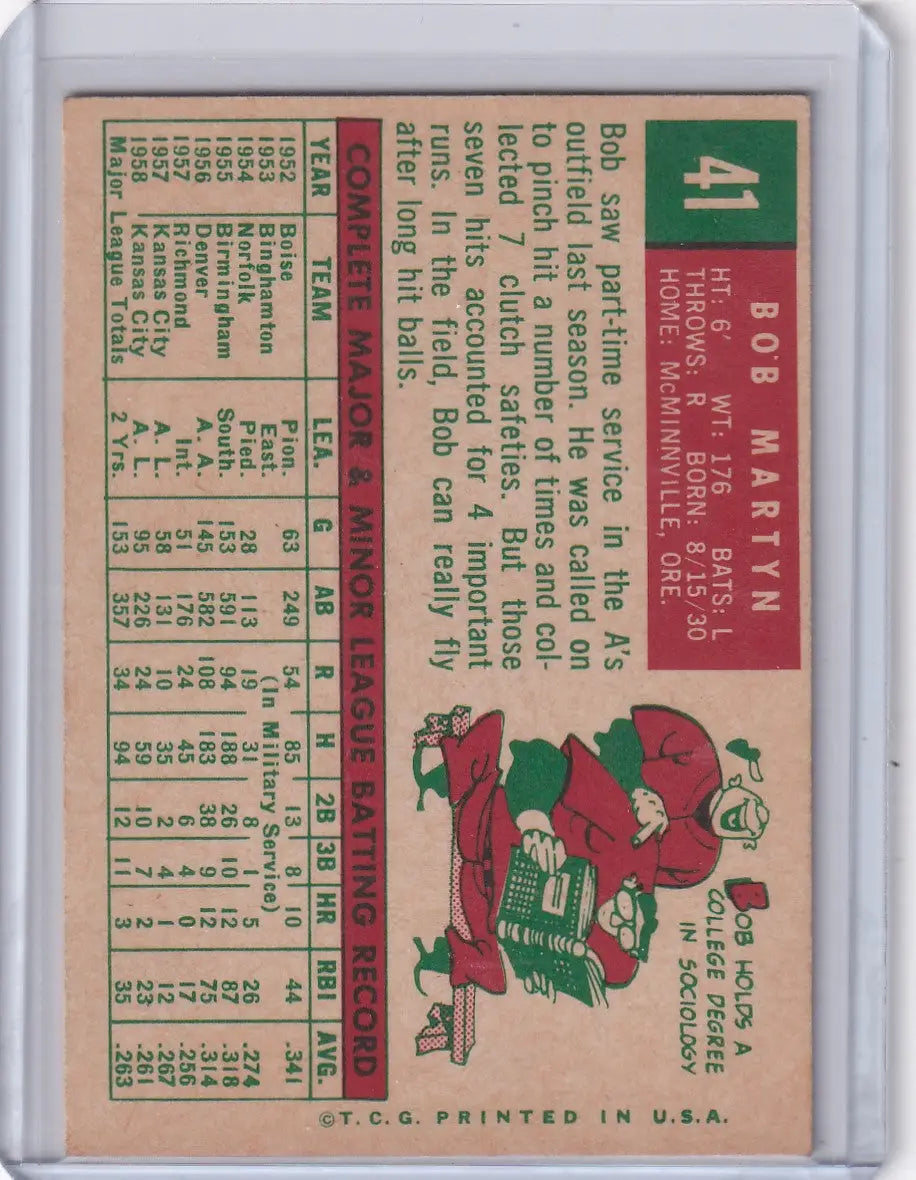 41
BOB MARTYN
HT: 6' WT: 176 BATS: L
THROWS: R BORN: 8/15/30
HOME: McMINNVILLE, ORE.
Bob saw part-time service in the A's
outfield last season. He was called on
to pinch hit a number of times and col-
lected 7 clutch safeties. But those
seven hits accounted for 4 important
runs. In the field, Bob can really fly
after long hit balls.
BOB HOLDS A
COLLEGE DEGREE
IN SOCIOLOGY
COMPLETE MAJOR & MINOR LEAGUE BATTING RECORD
YEAR TEAM LEA. G AB R H 2B 3B HR RBI AVG.
1952 Boise Pion. 63 249 54 85 13 8 10 44 .341
1953 Binghamton East. (In Military Service)
1954 Norfolk Pied. 28 113 19 31 8 1 5 26 .274
1955 Birmingham South. 153 591 94 188 26 10 12 87 .318
1956 Denver A. A. 145 582 108 183 38 9 12 75 .314
1957 Richmond Int. 51 176 24 45 6 4 0 17 .256
1957 Kansas City A. L. 58 131 10 35 2 4 1 12 .267
1958 Kansas City A. L. 95 226 24 59 10 7 2 23 .261
Major League Totals 2 Yrs. 153 357 34 94 12 11 3 35 .263
©T.C.G. PRINTED IN U.S.A.